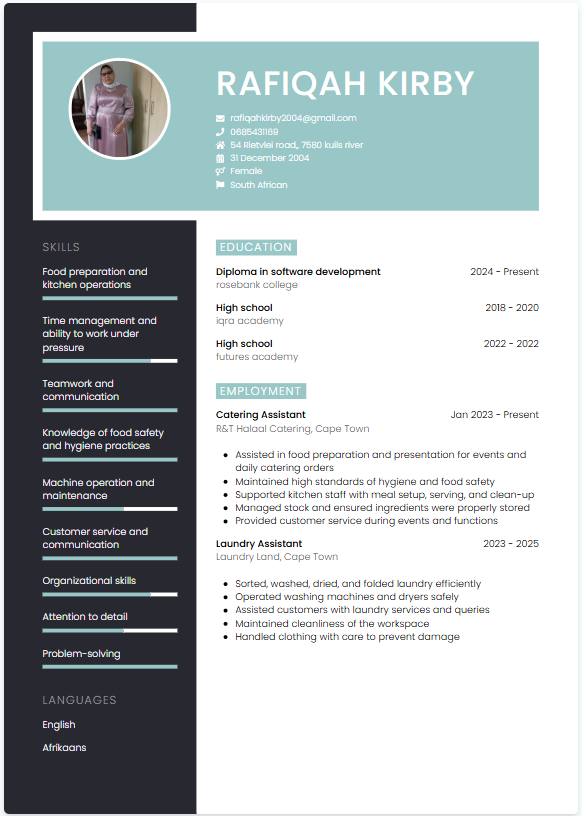 RAFIQAH KIRBY
rafiqahkirby2004@gmail.com
0685431169
54 Rietvlei road,, 7580 kuils river
31 December 2004
Female
South African
SKILLS
Food preparation and
kitchen operations
Time management and
ability to work under
pressure
Teamwork and
communication
Knowledge of food safety
and hygiene practices
Machine operation and
maintenance
Customer service and
communication
Organizational skills
Attention to detail
Problem-solving
LANGUAGES
English
Afrikaans
EDUCATION
Diploma in software development 2024 - Present
rosebank college
High school 2018 - 2020
iqra academy
High school 2022 - 2022
futures academy
EMPLOYMENT
Catering Assistant Jan 2023 - Present
R&T Halaal Catering, Cape Town
• Assisted in food preparation and presentation for events and
daily catering orders
• Maintained high standards of hygiene and food safety
• Supported kitchen staff with meal setup, serving, and clean-up
• Managed stock and ensured ingredients were properly stored
• Provided customer service during events and functions
Laundry Assistant 2023 - 2025
Laundry Land, Cape Town
• Sorted, washed, dried, and folded laundry efficiently
• Operated washing machines and dryers safely
• Assisted customers with laundry services and queries
• Maintained cleanliness of the workspace
• Handled clothing with care to prevent damage